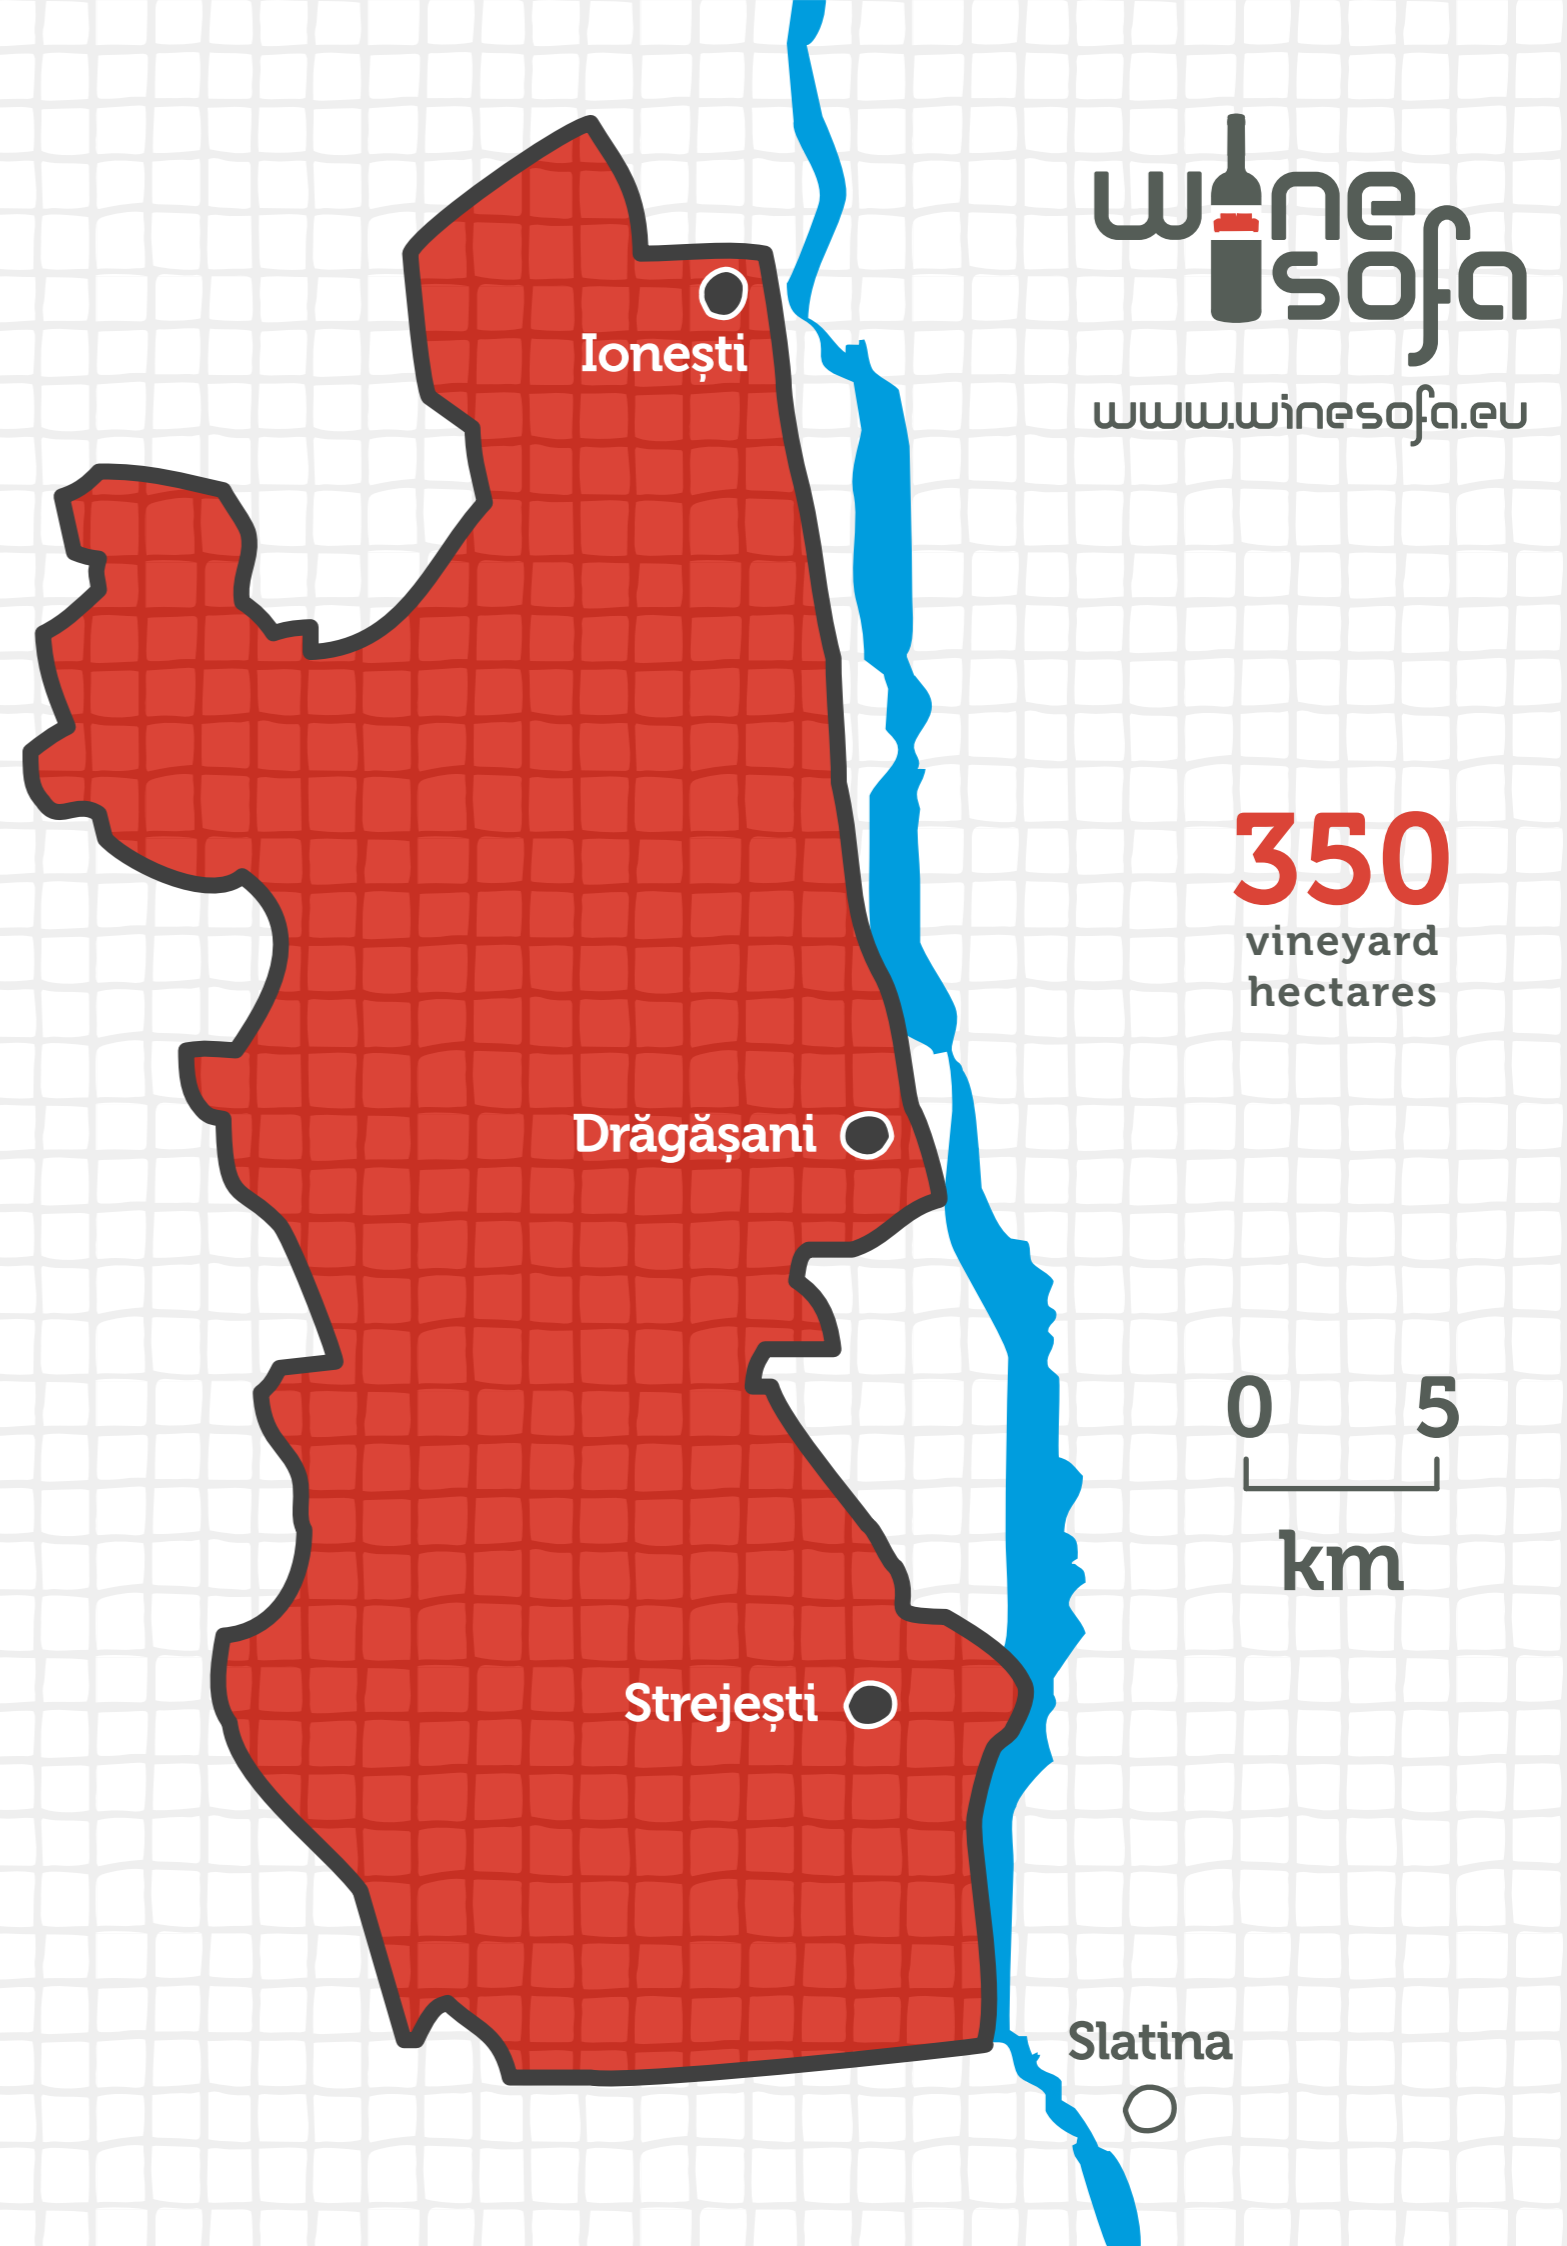 wine
sofa
www.winesofa.eu
Ionești
350
vineyard
hectares
Drăgășani
0 5
km
Strejești
Slatina